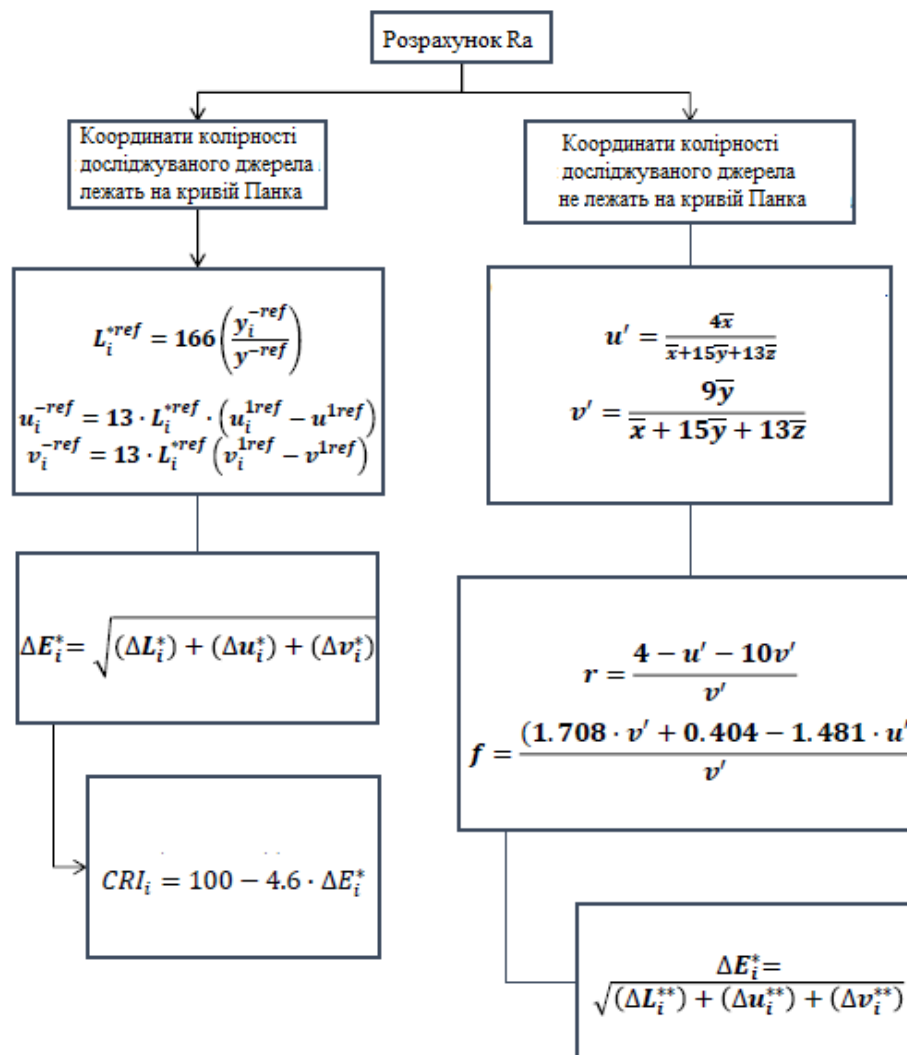 Розрахунок Ra
Координати колірності
досліджуваного джерела
лежать на кривій Панка
Координати колірності
досліджуваного джерела
не лежать на кривій Панка
L_i^{*ref} = 166 (y_i^{-ref} / y^{-ref})
u_i^{-ref} = 13 · L_i^{*ref} · (u_i^{1ref} − u^{1ref})
v_i^{-ref} = 13 · L_i^{*ref} (v_i^{1ref} − v^{1ref})
u′ = 4x̅ / x̅+15y̅+13z̅
v′ = 9y̅ / x̅ + 15y̅ + 13z̅
ΔE_i^*= √(ΔL_i^*) + (Δu_i^*) + (Δv_i^*)
r = 4 − u′ − 10v′ / v′
f = (1.708 · v′ + 0.404 − 1.481 · u′ / v′
CRI_i = 100 − 4.6 · ΔE_i^*
ΔE_i^*=
√(ΔL_i^{**}) + (Δu_i^{**}) + (Δv_i^{**})